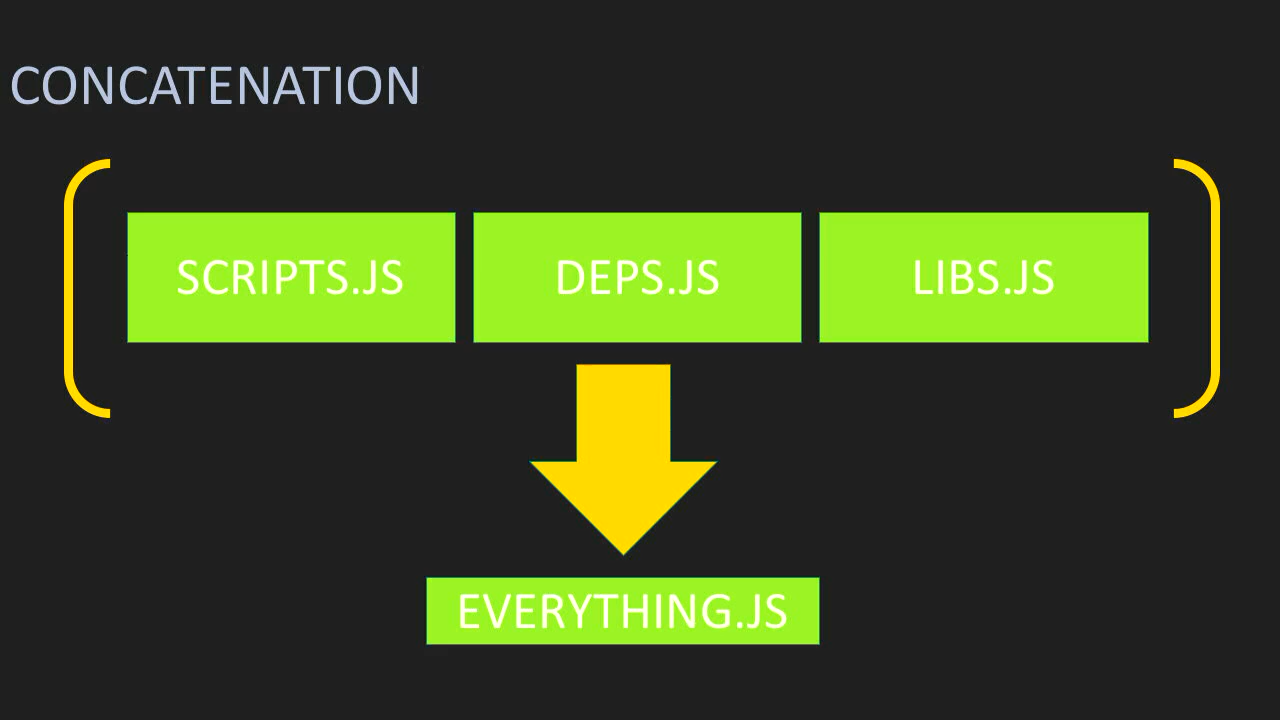 CONCATENATION
SCRIPTS.JS
DEPS.JS
LIBS.JS
EVERYTHING.JS